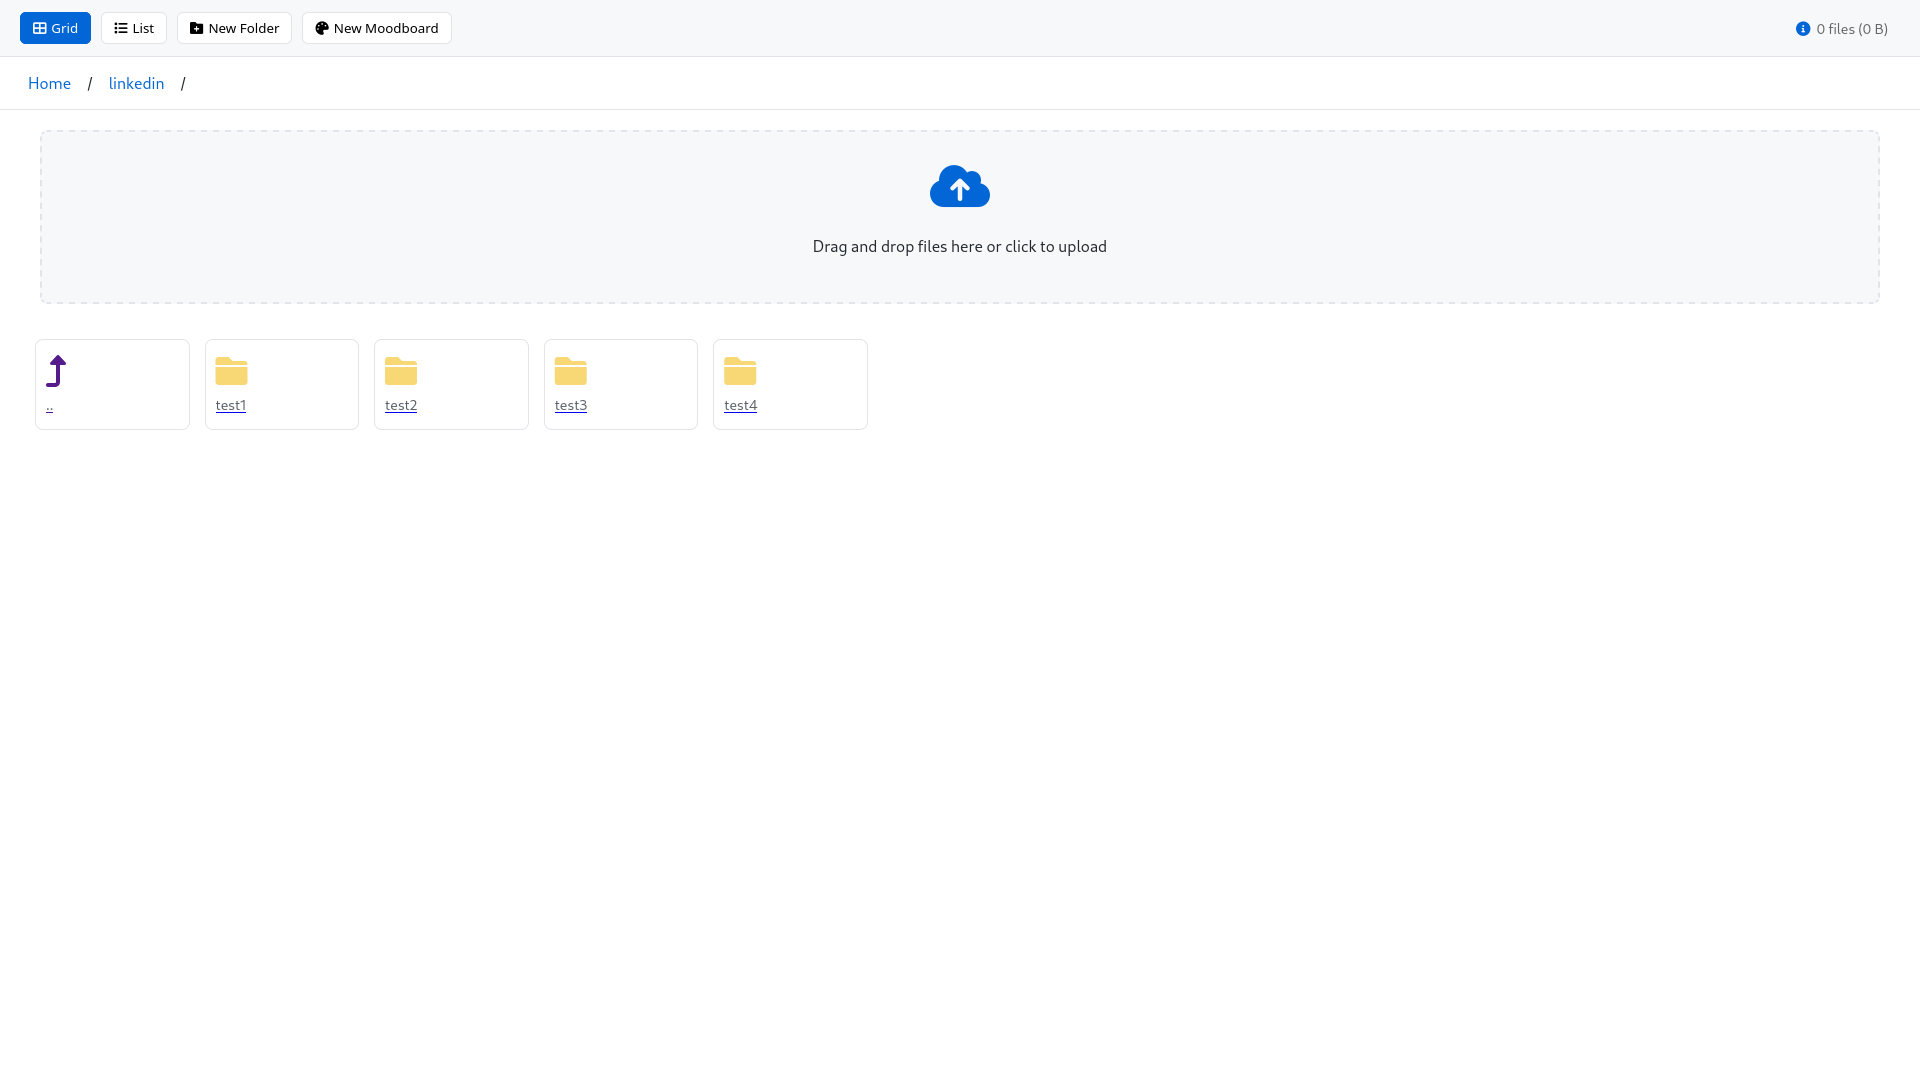 Grid List New Folder New Moodboard 0 files (0 B)
Home / linkedin /
Drag and drop files here or click to upload
.. test1 test2 test3 test4